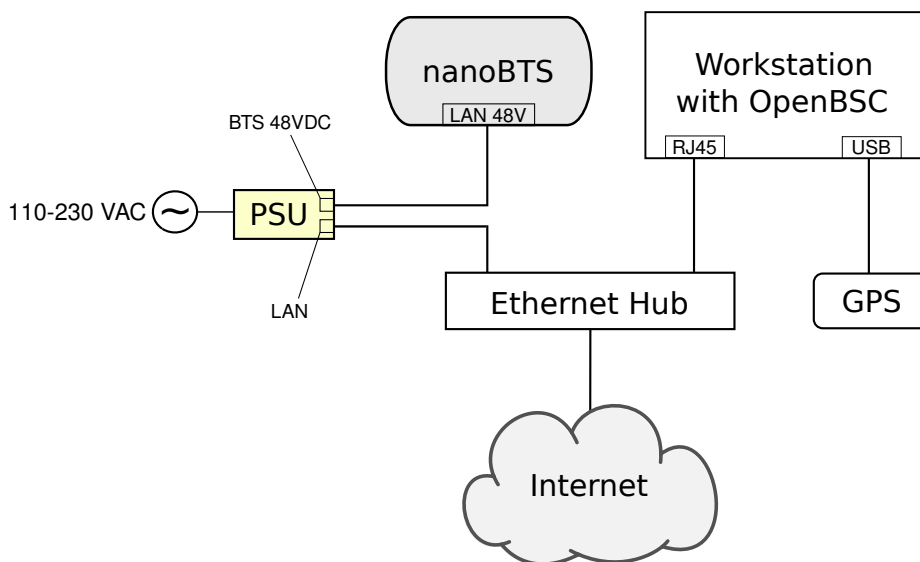 nanoBTS
LAN 48V
Workstation
with OpenBSC
RJ45
USB
BTS 48VDC
110-230 VAC
~
PSU
LAN
Ethernet Hub
GPS
Internet